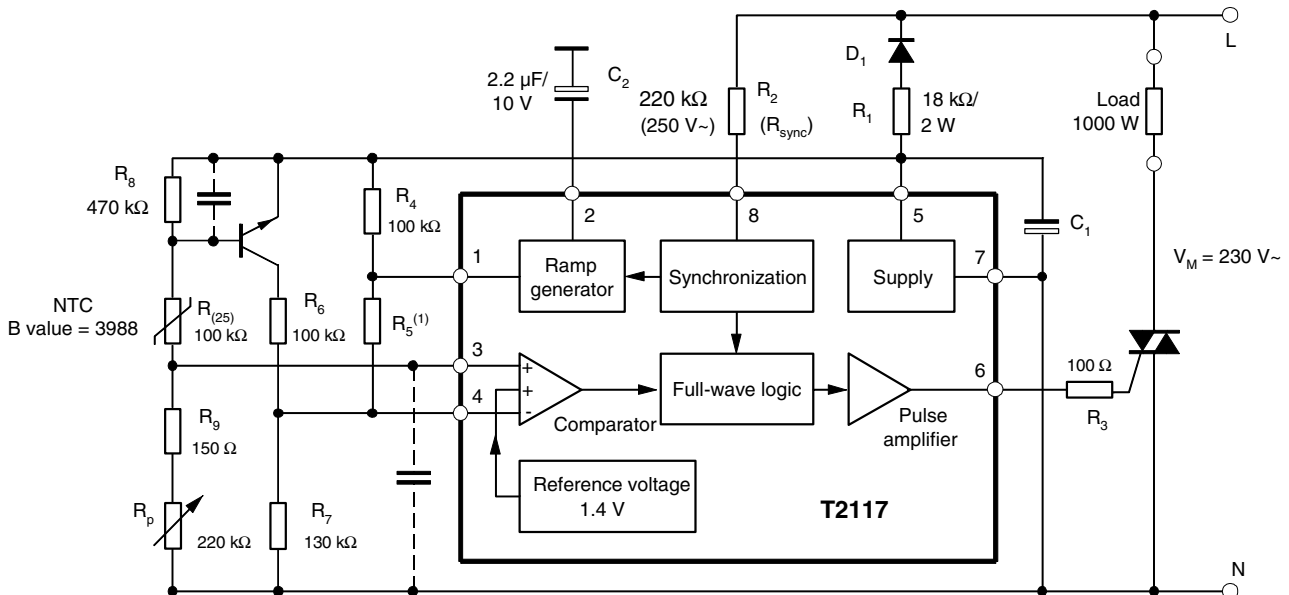 L
D1
C2
2.2 µF/
10 V
220 kΩ
(250 V~)
R2
(Rsync)
R1
18 kΩ/
2 W
Load
1000 W
R8
470 kΩ
R4
100 kΩ
2
8
5
C1
1
Ramp
generator
Synchronization
Supply
7
VM = 230 V~
NTC
B value = 3988
R(25)
100 kΩ
R6
100 kΩ
R5(1)
3
+
+
-
4
Comparator
Full-wave logic
Pulse
amplifier
6
100 Ω
R3
R9
150 Ω
Reference voltage
1.4 V
T2117
Rp
220 kΩ
R7
130 kΩ
N